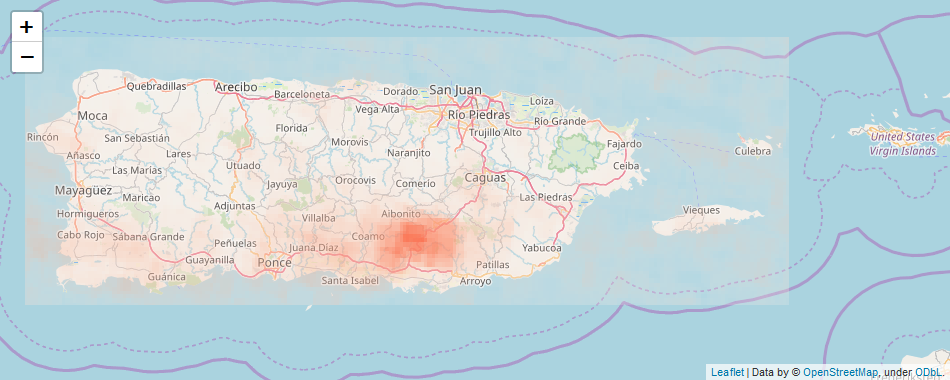 +
−
Quebradillas
Arecibo
Barceloneta
Dorado
San Juan
Loiza
Moca
Vega Alta
Río Piedras
Río Grande
Rincón
San Sebastián
Florida
Morovis
Trujillo Alto
Fajardo
United States
Virgin Islands
Añasco
Lares
Naranjito
Culebra
Las Marías
Utuado
Ceiba
Mayagüez
Maricao
Jayuya
Orocovis
Comerio
Caguas
Las Piedras
Hormigueros
Adjuntas
Villalba
Aibonito
Vieques
Cabo Rojo
Sábana Grande
Peñuelas
Juana Díaz
Coamo
Yabucoa
Guayanilla
Ponce
Patillas
Guánica
Santa Isabel
Arroyo
Leaflet | Data by © OpenStreetMap, under ODbL.